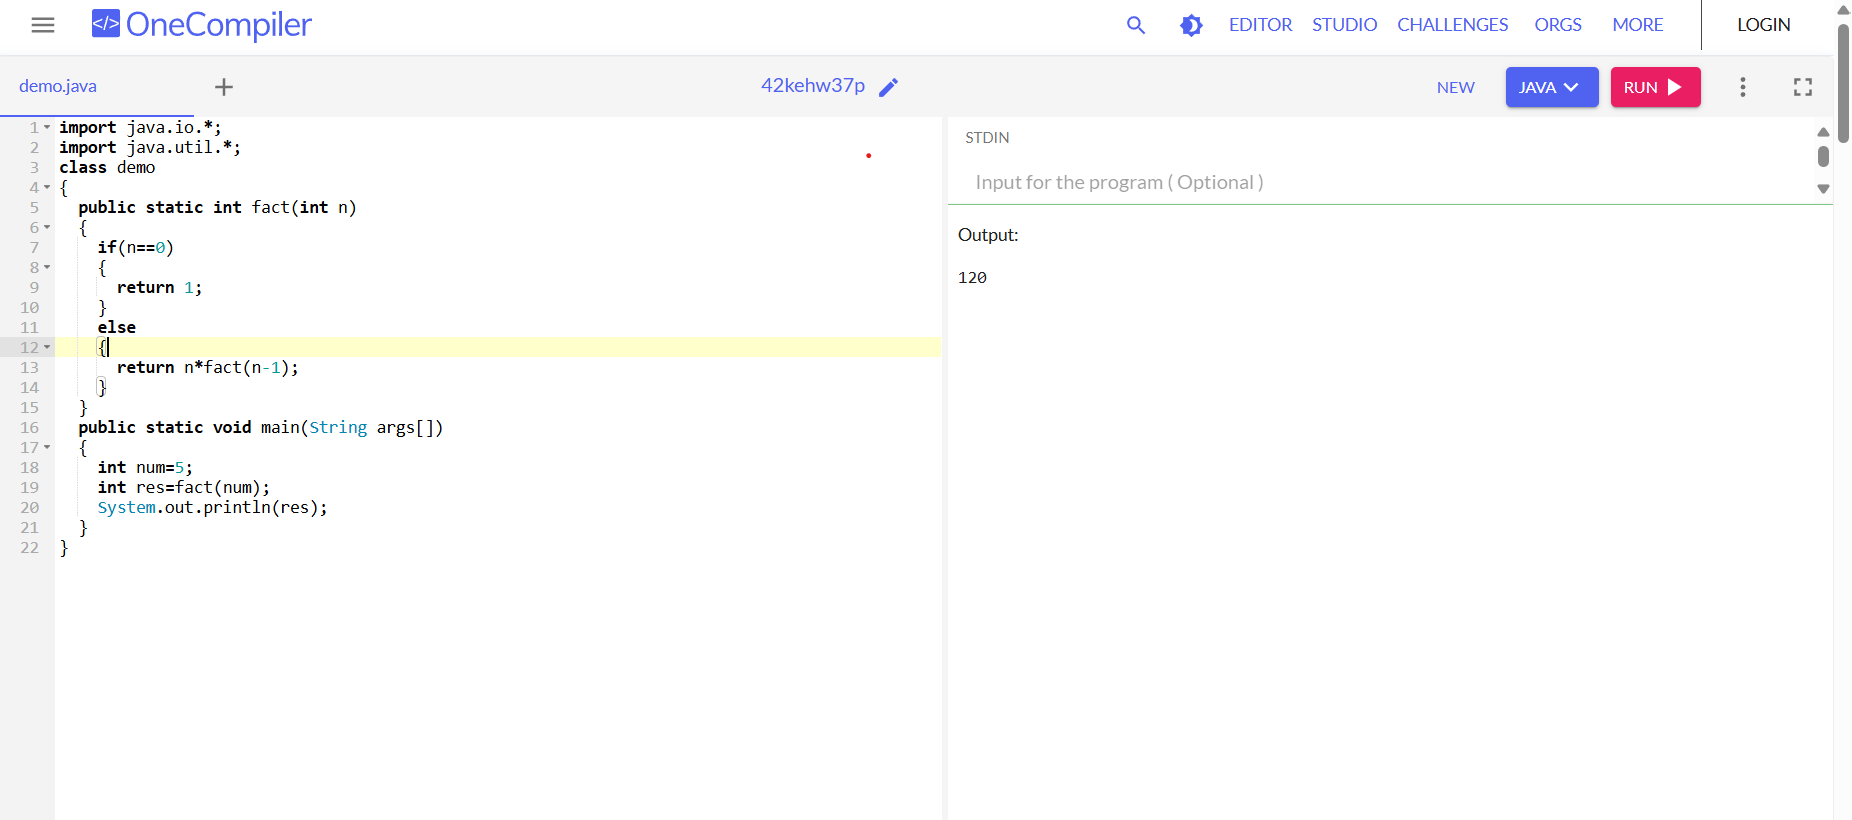 </> OneCompiler
EDITOR STUDIO CHALLENGES ORGS MORE LOGIN
demo.java + 42kehw37p NEW JAVA RUN
1 import java.io.*;
2 import java.util.*;
3 class demo
4 {
5 public static int fact(int n)
6 {
7 if(n==0)
8 {
9 return 1;
10 }
11 else
12 {
13 return n*fact(n-1);
14 }
15 }
16 public static void main(String args[])
17 {
18 int num=5;
19 int res=fact(num);
20 System.out.println(res);
21 }
22 }
STDIN
Input for the program ( Optional )
Output:
120